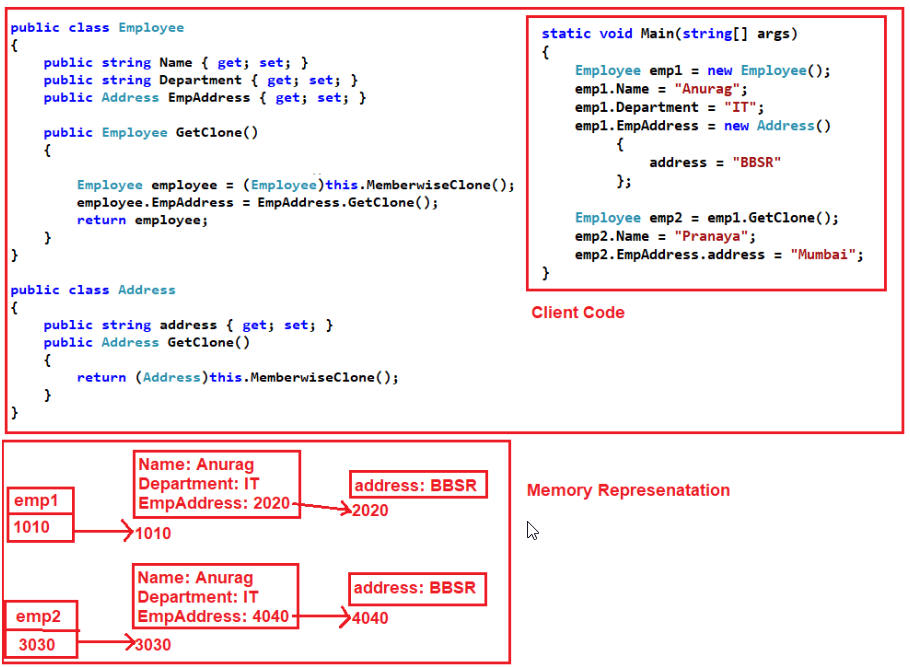 public class Employee
{
    public string Name { get; set; }
    public string Department { get; set; }
    public Address EmpAddress { get; set; }
    public Employee GetClone()
    {
        Employee employee = (Employee)this.MemberwiseClone();
        employee.EmpAddress = EmpAddress.GetClone();
        return employee;
    }
}
public class Address
{
    public string address { get; set; }
    public Address GetClone()
    {
        return (Address)this.MemberwiseClone();
    }
}
static void Main(string[] args)
{
    Employee emp1 = new Employee();
    emp1.Name = "Anurag";
    emp1.Department = "IT";
    emp1.EmpAddress = new Address()
        {
            address = "BBSR"
        };
    Employee emp2 = emp1.GetClone();
    emp2.Name = "Pranaya";
    emp2.EmpAddress.address = "Mumbai";
}
Client Code
emp1
1010
1010
Name: Anurag
Department: IT
EmpAddress: 2020
address: BBSR
2020
emp2
3030
3030
Name: Anurag
Department: IT
EmpAddress: 4040
address: BBSR
4040
Memory Represenatation